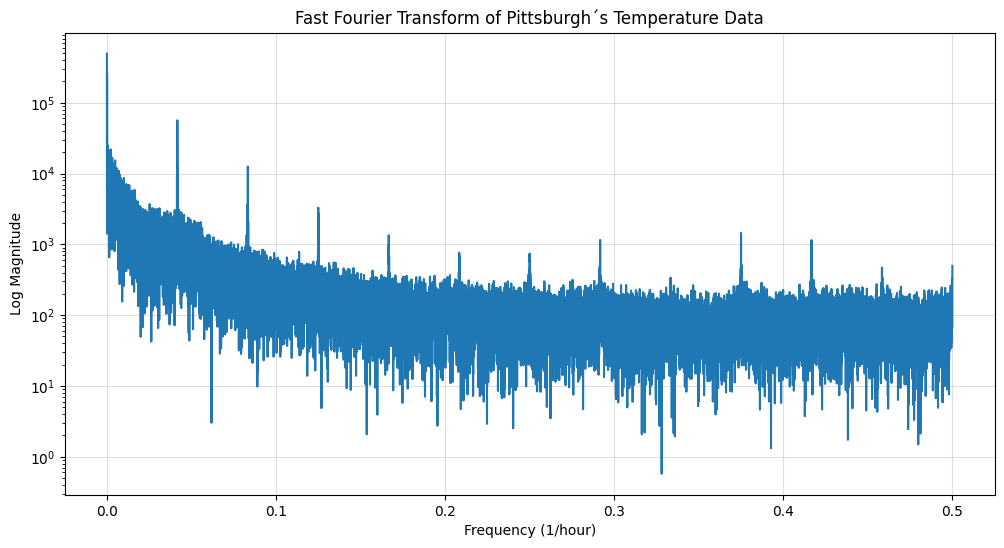 Fast Fourier Transform of Pittsburgh´s Temperature Data
Log Magnitude
10^5
10^4
10^3
10^2
10^1
10^0
0.0 0.1 0.2 0.3 0.4 0.5
Frequency (1/hour)